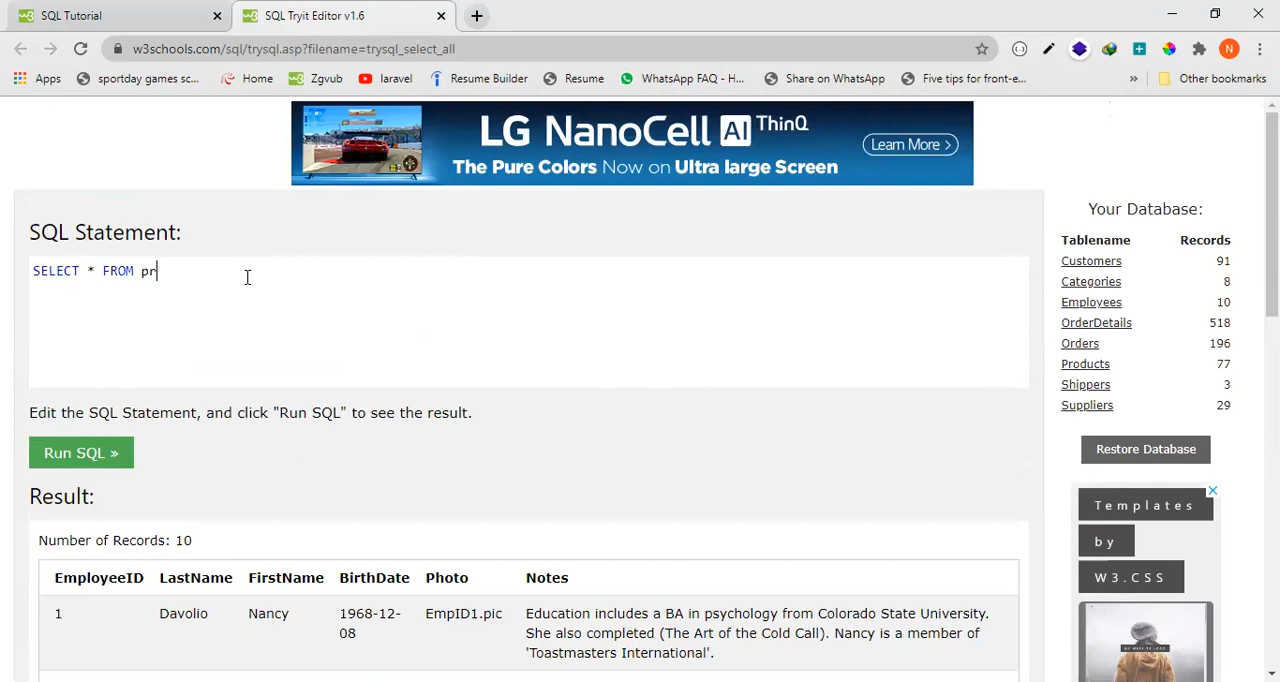 SQL Tutorial
SQL Tryit Editor v1.6
w3schools.com/sql/trysql.asp?filename=trysql_select_all
N
Apps
sportday games sc...
Home
Zgvub
laravel
Resume Builder
Resume
WhatsApp FAQ - H...
Share on WhatsApp
Five tips for front-e...
»
Other bookmarks
LG NanoCell AI ThinQ
Learn More >
The Pure Colors Now on Ultra large Screen
SQL Statement:
SELECT * FROM pr
Edit the SQL Statement, and click "Run SQL" to see the result.
Run SQL »
Result:
Number of Records: 10
EmployeeID LastName FirstName BirthDate Photo Notes
1 Davolio Nancy 1968-12-08 EmpID1.pic Education includes a BA in psychology from Colorado State University.
She also completed (The Art of the Cold Call). Nancy is a member of
'Toastmasters International'.
Your Database:
Tablename Records
Customers 91
Categories 8
Employees 10
OrderDetails 518
Orders 196
Products 77
Shippers 3
Suppliers 29
Restore Database
Templates
by
W3.CSS